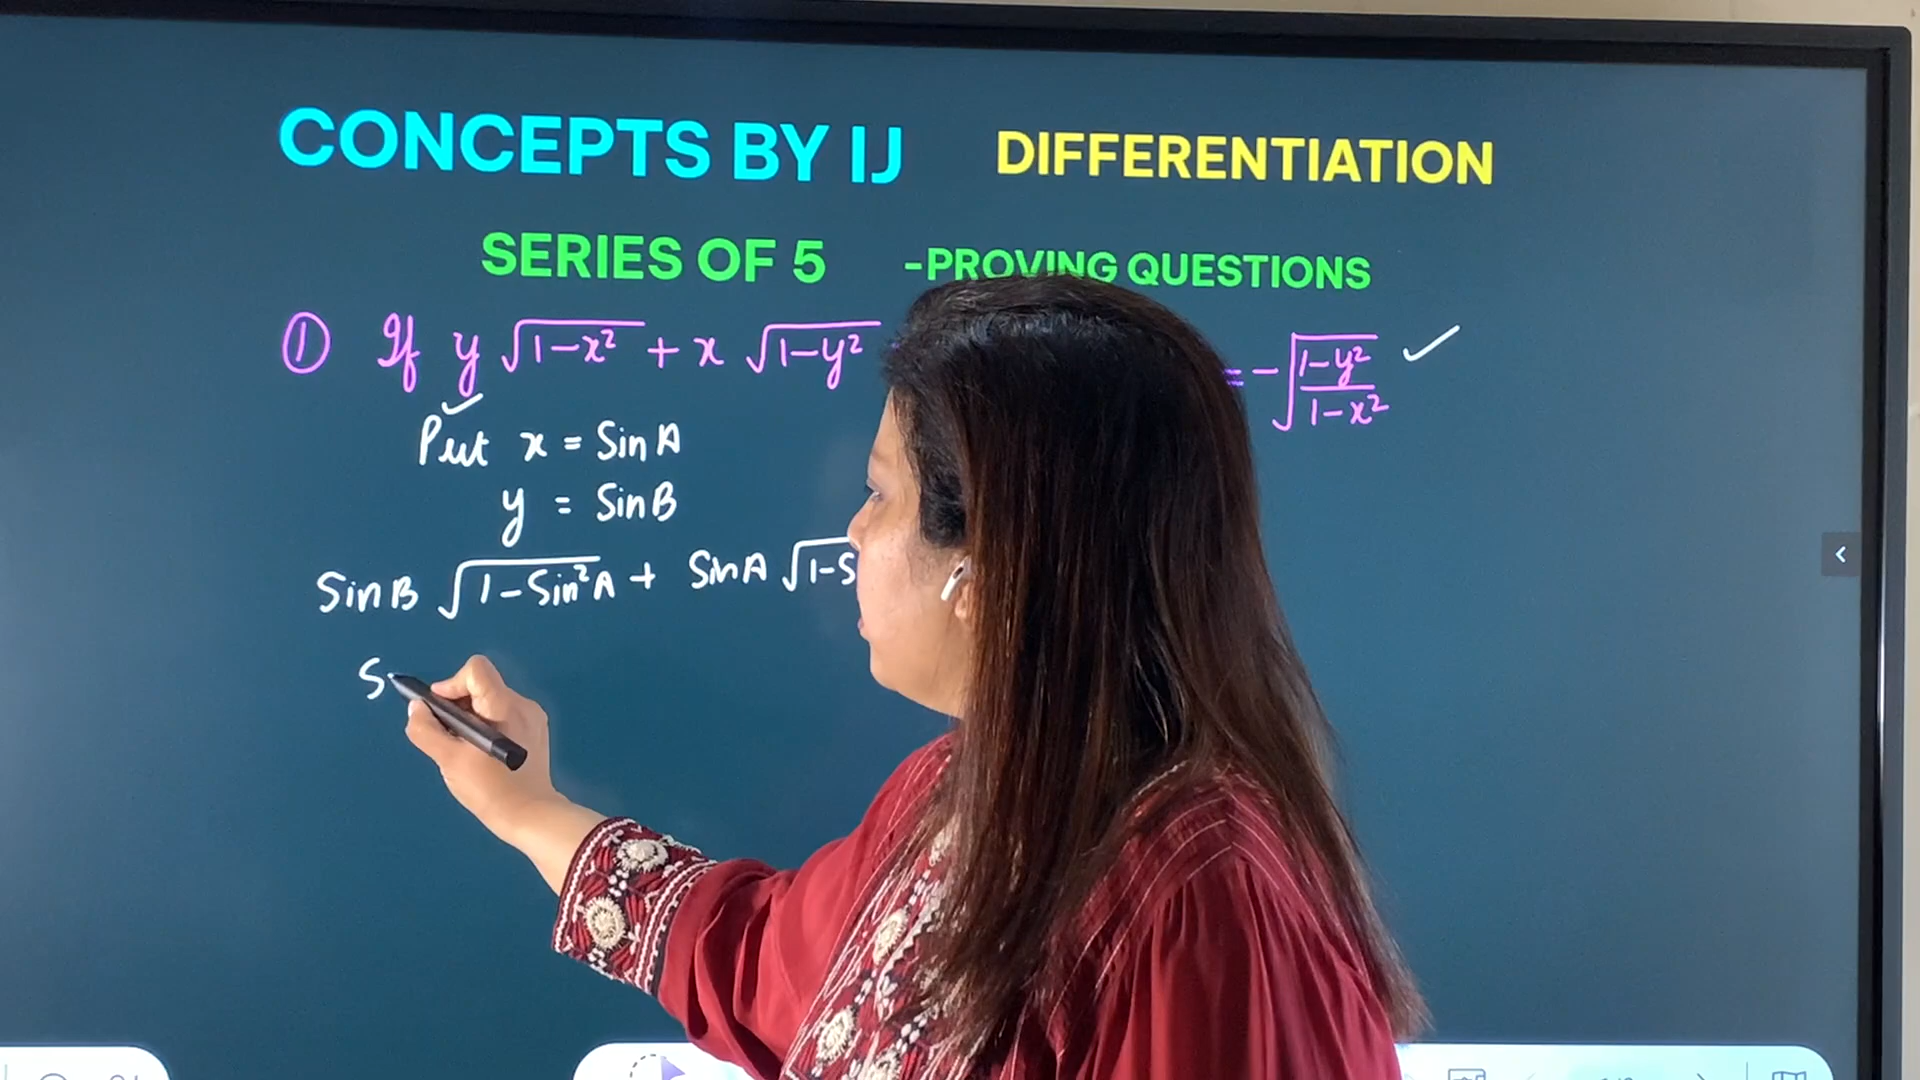 CONCEPTS BY IJ DIFFERENTIATION
SERIES OF 5 -PROVING QUESTIONS
① If y √(1-x²) + x √(1-y²) = -√((1-y²)/(1-x²)) ✓
Put x = Sin A
y = Sin B
Sin B √(1-Sin²A) + Sin A √(1-S
S